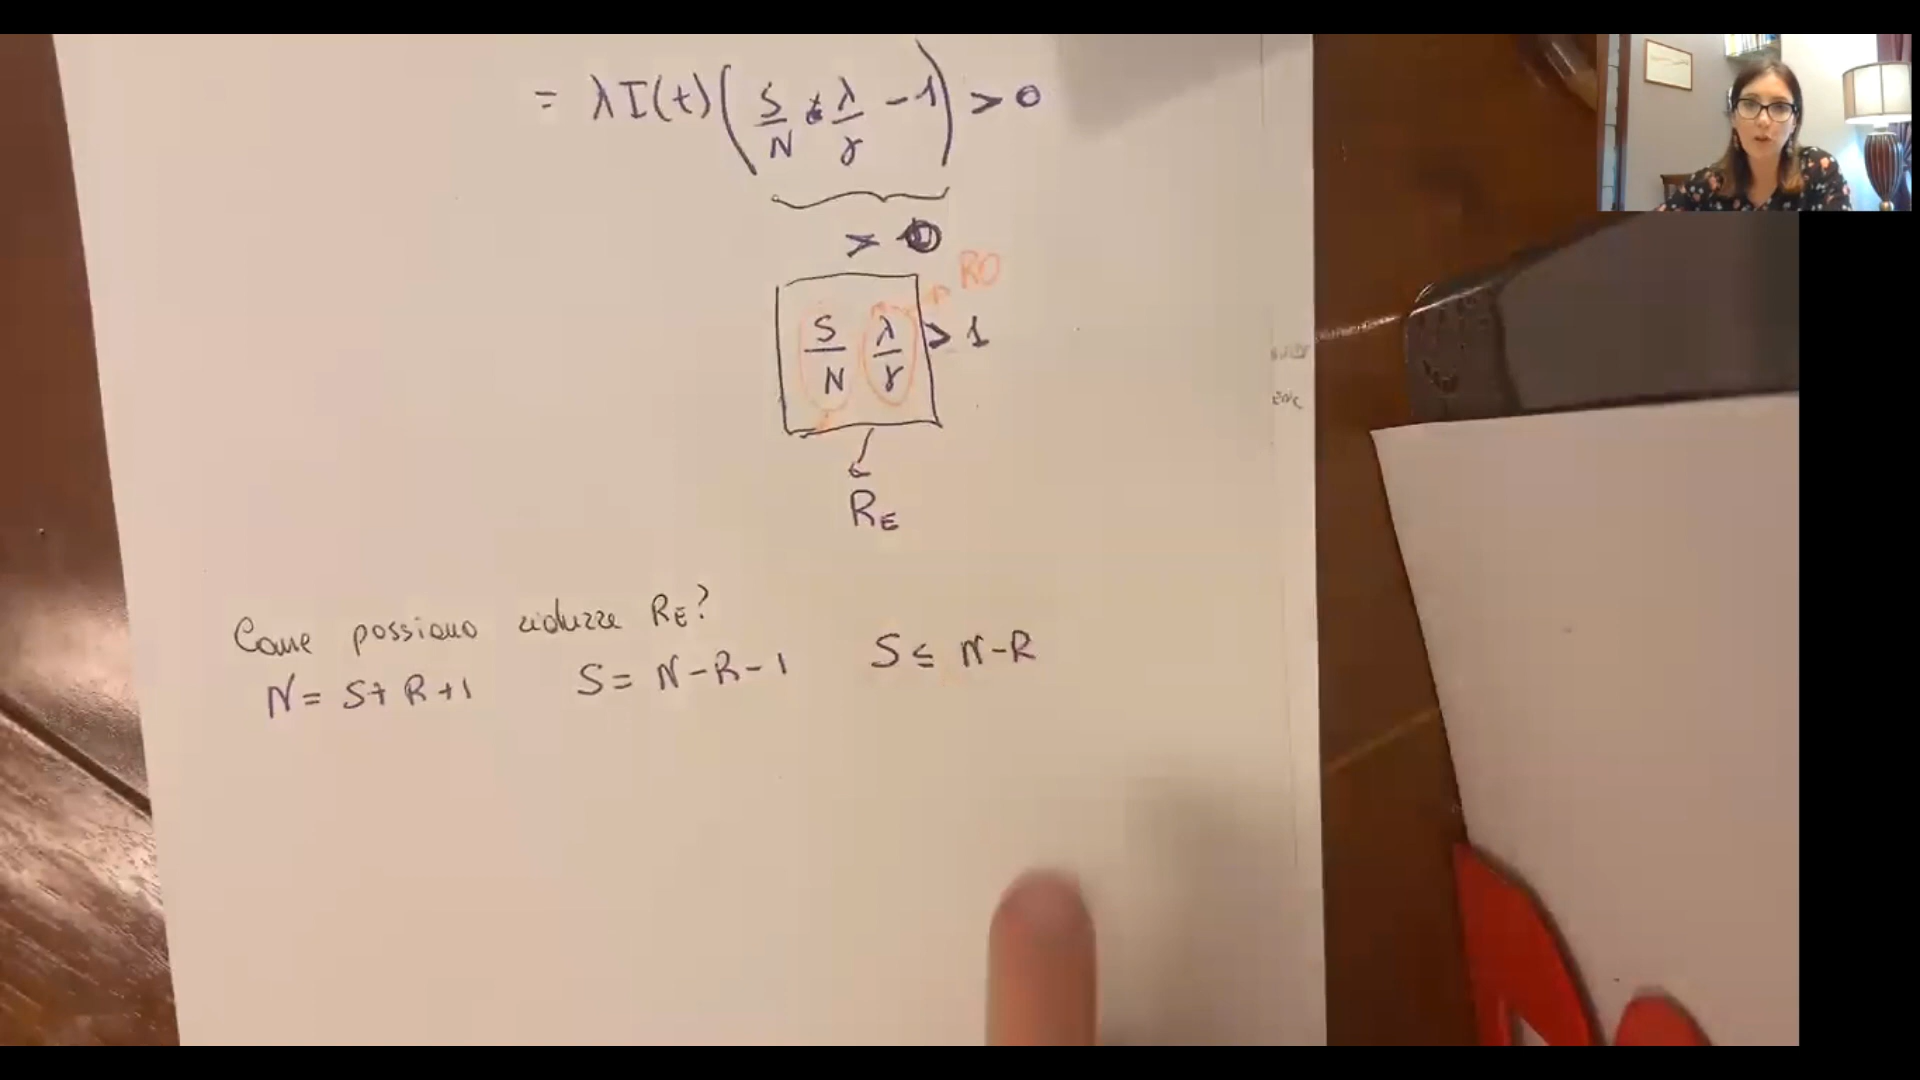 = λI(t)(S/N · λ/γ - 1) > 0
> 0
R0
S/N λ/γ > 1
R_E
Come possiamo ridurre R_E?
N = S + R + 1 S = N - R - 1 S ≤ N - R